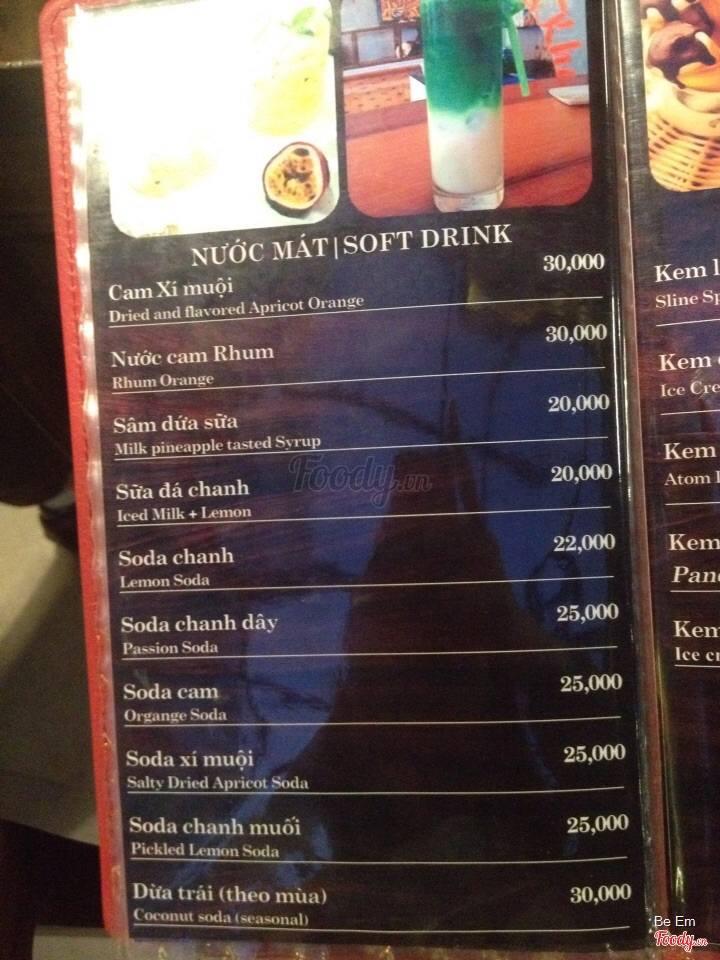 NƯỚC MÁT | SOFT DRINK
Cam Xí muội 30,000
Dried and flavored Apricot Orange
Nước cam Rhum 30,000
Rhum Orange
Sâm dứa sữa 20,000
Milk pineapple tasted Syrup
Sữa đá chanh 20,000
Iced Milk + Lemon
Soda chanh 22,000
Lemon Soda
Soda chanh dây 25,000
Passion Soda
Soda cam 25,000
Organge Soda
Soda xí muội 25,000
Salty Dried Apricot Soda
Soda chanh muối 25,000
Pickled Lemon Soda
Dừa trái (theo mùa) 30,000
Coconut soda (seasonal)
Kem
Sline
Kem
Ice
Kem
Atom
Kem
Kem
Ice
Foody.vn
Be Em
Foody.vn